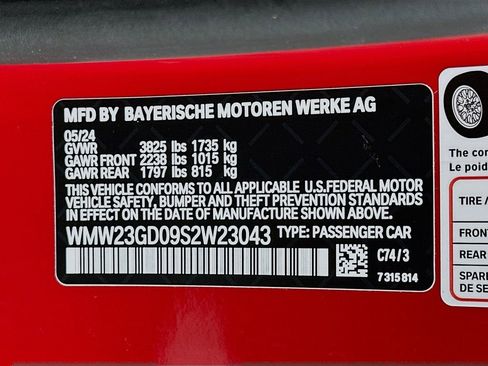 MFD BY BAYERISCHE MOTOREN WERKE AG
05/24
GVWR 3825 lbs 1735 kg
GAWR FRONT 2238 lbs 1015 kg
GAWR REAR 1797 lbs 815 kg
THIS VEHICLE CONFORMS TO ALL APPLICABLE U.S.FEDERAL MOTOR
VEHICLE SAFETY, BUMPER AND THEFT PREVENTION STANDARDS
IN EFFECT ON THE DATE OF MANUFACTURE SHOWN ABOVE.
WMW23GD09S2W23043 TYPE: PASSENGER CAR
C74/3
7315814
The con
Le poid
TIRE /
FRONT
REAR
SPARE
DE SE